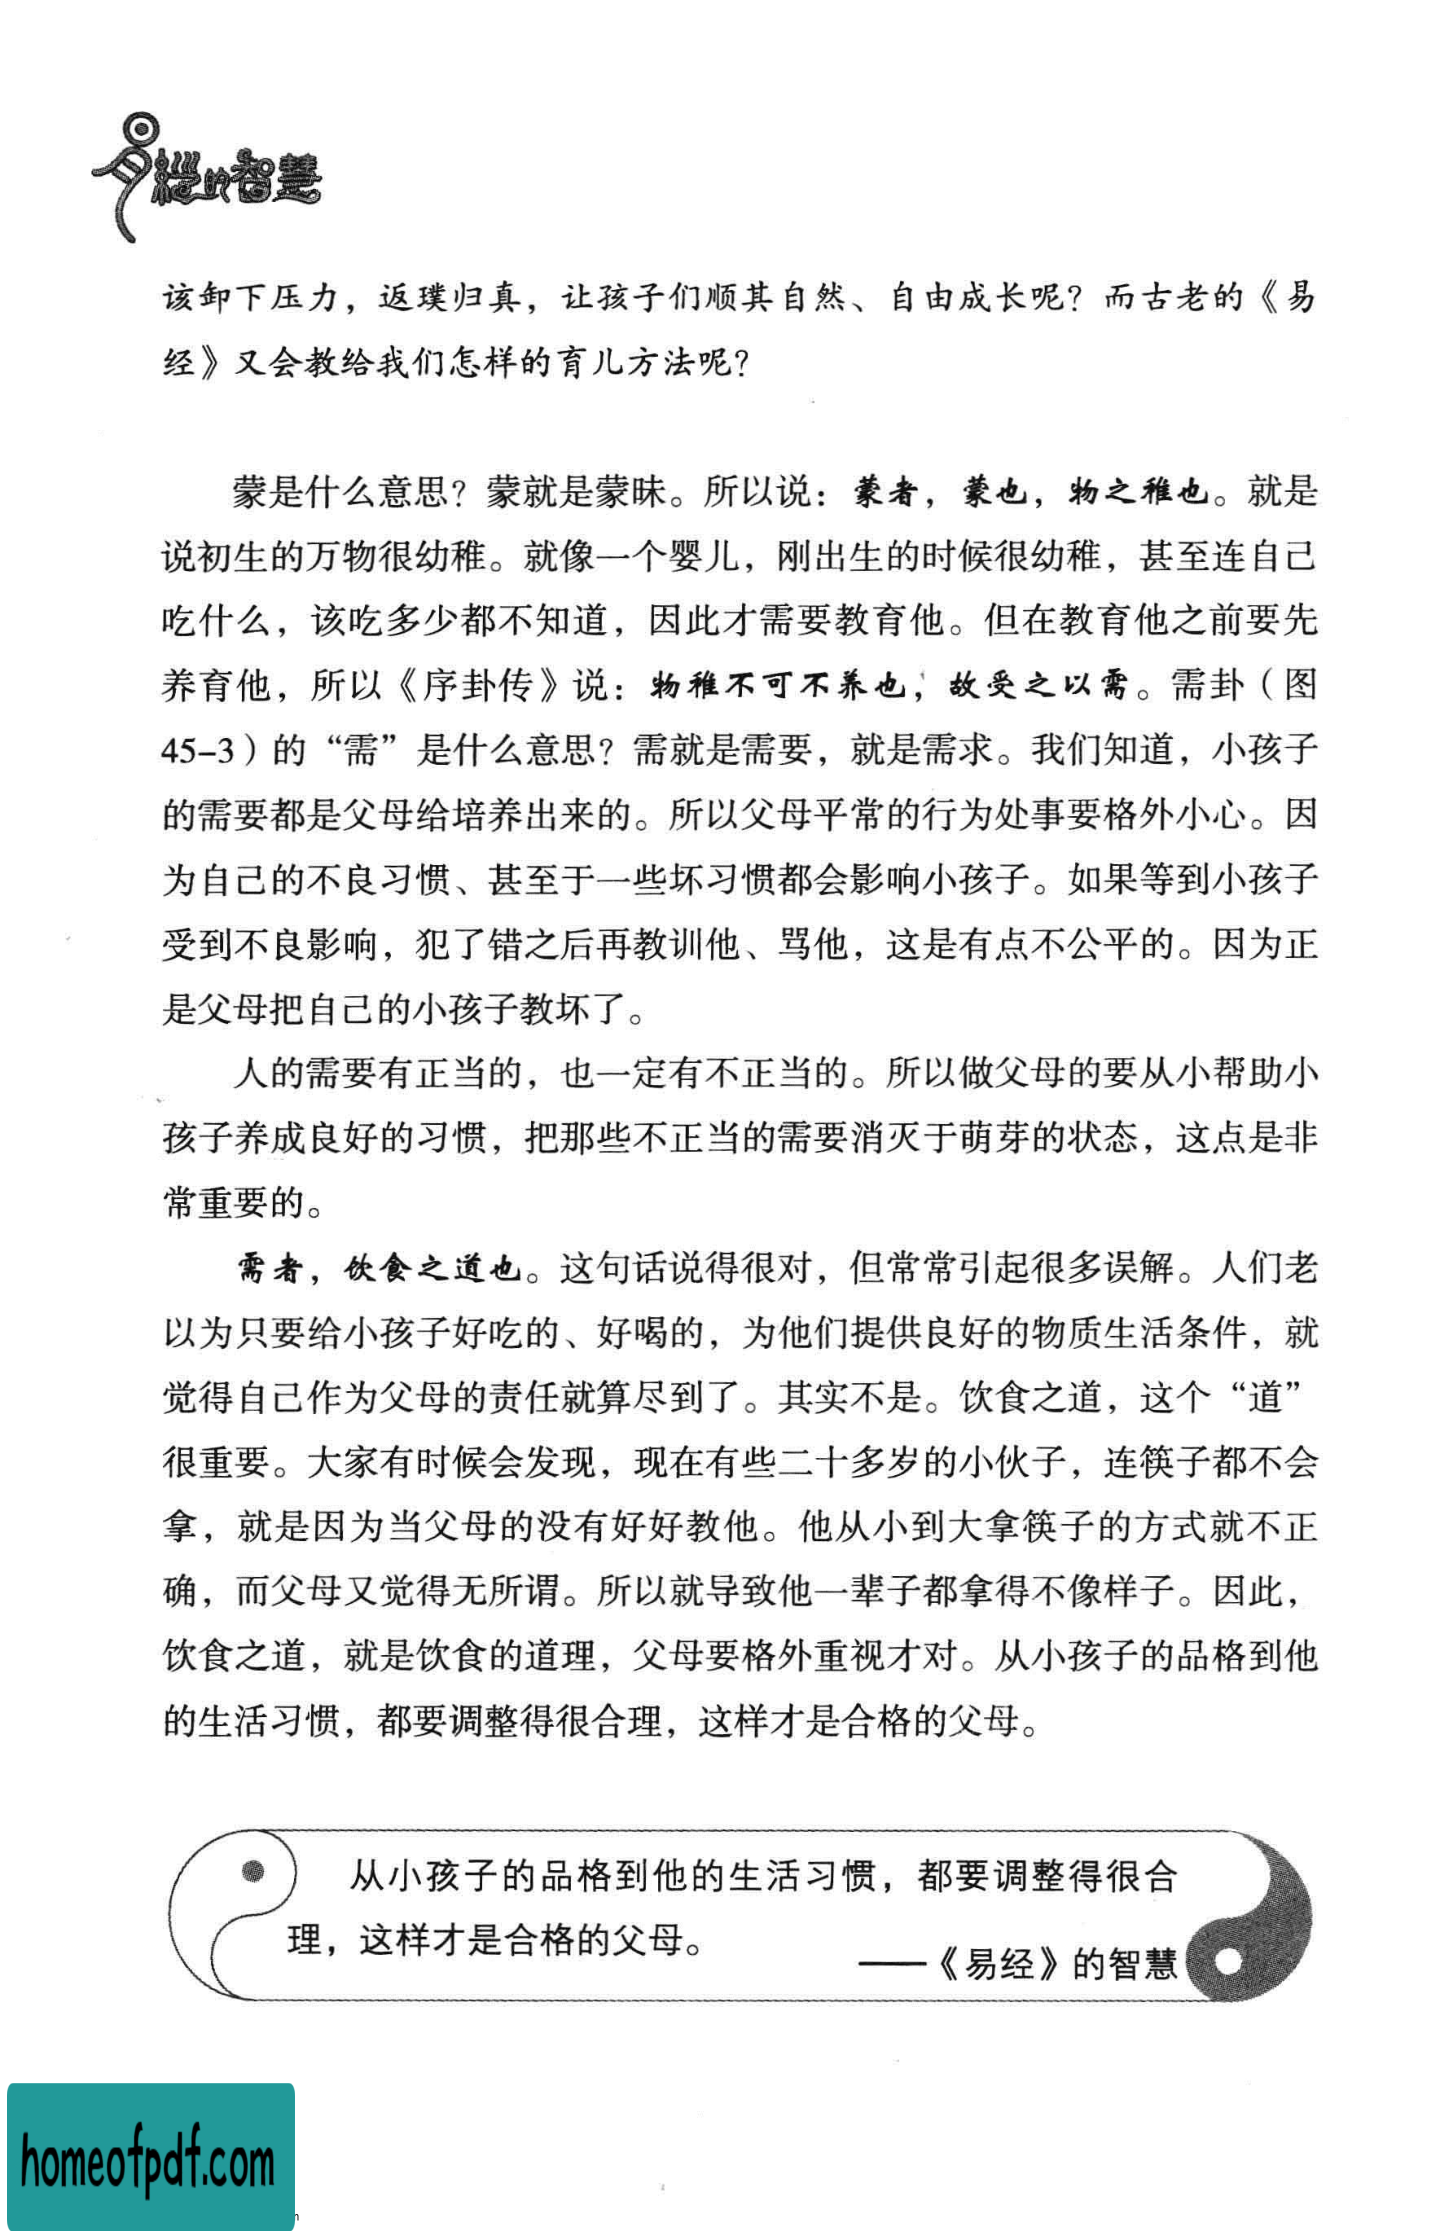 易經的智慧
该卸下压力，返璞归真，让孩子们顺其自然、自由成长呢？而古老的《易
经》又会教给我们怎样的育儿方法呢？
蒙是什么意思？蒙就是蒙昧。所以说：蒙者，蒙也，物之稚也。就是
说初生的万物很幼稚。就像一个婴儿，刚出生的时候很幼稚，甚至连自己
吃什么，该吃多少都不知道，因此才需要教育他。但在教育他之前要先
养育他，所以《序卦传》说：物稚不可不养也，故受之以需。需卦（图
45–3）的“需”是什么意思？需就是需要，就是需求。我们知道，小孩子
的需要都是父母给培养出来的。所以父母平常的行为处事要格外小心。因
为自己的不良习惯、甚至于一些坏习惯都会影响小孩子。如果等到小孩子
受到不良影响，犯了错之后再教训他、骂他，这是有点不公平的。因为正
是父母把自己的小孩子教坏了。
人的需要有正当的，也一定有不正当的。所以做父母的要从小帮助小
孩子养成良好的习惯，把那些不正当的需要消灭于萌芽的状态，这点是非
常重要的。
需者，饮食之道也。这句话说得很对，但常常引起很多误解。人们老
以为只要给小孩子好吃的、好喝的，为他们提供良好的物质生活条件，就
觉得自己作为父母的责任就算尽到了。其实不是。饮食之道，这个“道”
很重要。大家有时候会发现，现在有些二十多岁的小伙子，连筷子都不会
拿，就是因为当父母的没有好好教他。他从小到大拿筷子的方式就不正
确，而父母又觉得无所谓。所以就导致他一辈子都拿得不像样子。因此，
饮食之道，就是饮食的道理，父母要格外重视才对。从小孩子的品格到他
的生活习惯，都要调整得很合理，这样才是合格的父母。
从小孩子的品格到他的生活习惯，都要调整得很合
理，这样才是合格的父母。
——《易经》的智慧
homeofpdf.com